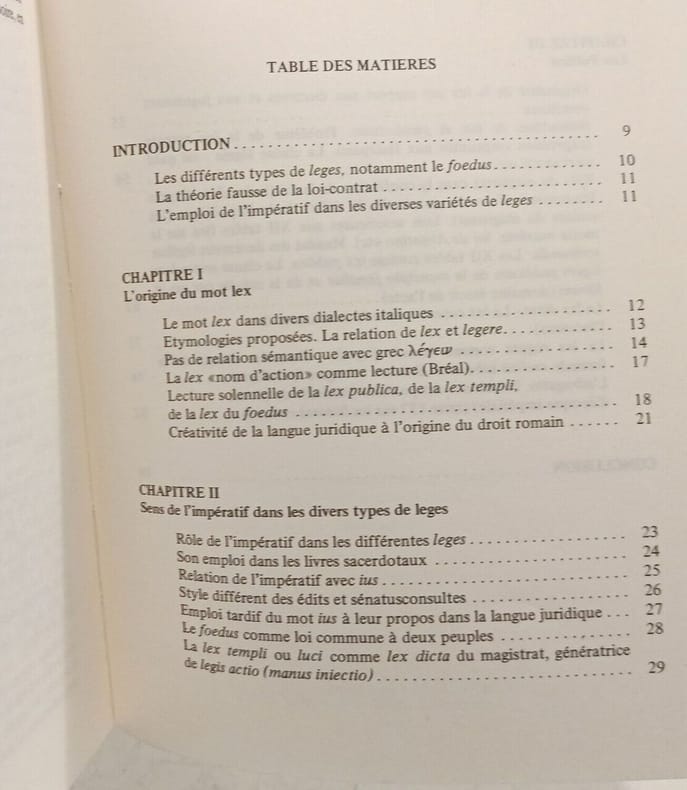 TABLE DES MATIERES
INTRODUCTION . . . . . . . . . . . . . . . . . . . . . . . . . . . . . . . . . . . . . . . . 9
Les différents types de leges, notamment le foedus . . . . . . . . . . . . . 10
La théorie fausse de la loi-contrat . . . . . . . . . . . . . . . . . . . . . . . . . . 11
L'emploi de l'impératif dans les diverses variétés de leges . . . . . . . . 11
CHAPITRE I
L'origine du mot lex
Le mot lex dans divers dialectes italiques . . . . . . . . . . . . . . . . . . . . 12
Etymologies proposées. La relation de lex et legere. . . . . . . . . . . . . 13
Pas de relation sémantique avec grec λέγεω . . . . . . . . . . . . . . . . . . 14
La lex «nom d'action» comme lecture (Bréal). . . . . . . . . . . . . . . . . 17
Lecture solennelle de la lex publica, de la lex templi,
de la lex du foedus . . . . . . . . . . . . . . . . . . . . . . . . . . . . . . . . . . . . . 18
Créativité de la langue juridique à l'origine du droit romain . . . . . . 21
CHAPITRE II
Sens de l'impératif dans les divers types de leges
Rôle de l'impératif dans les différentes leges . . . . . . . . . . . . . . . . . . 23
Son emploi dans les livres sacerdotaux . . . . . . . . . . . . . . . . . . . . . . 24
Relation de l'impératif avec ius . . . . . . . . . . . . . . . . . . . . . . . . . . . . 25
Style différent des édits et sénatusconsultes . . . . . . . . . . . . . . . . . . 26
Emploi tardif du mot ius à leur propos dans la langue juridique . . . 27
Le foedus comme loi commune à deux peuples . . . . . . . . . . . . . . . 28
La lex templi ou luci comme lex dicta du magistrat, génératrice
de legis actio (manus iniectio) . . . . . . . . . . . . . . . . . . . . . . . . . . . . . 29